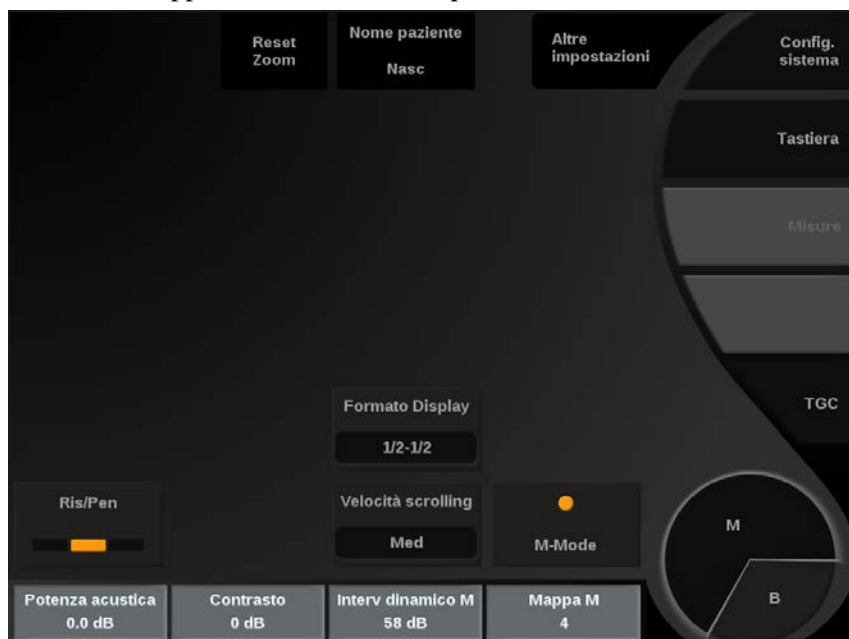 Reset
Zoom
Nome paziente
Nasc
Altre
impostazioni
Config.
sistema
Tastiera
Misure
Formato Display
1/2-1/2
TGC
Ris/Pen
Velocità scrolling
Med
M-Mode
M
B
Potenza acustica
0.0 dB
Contrasto
0 dB
Interv dinamico M
58 dB
Mappa M
4